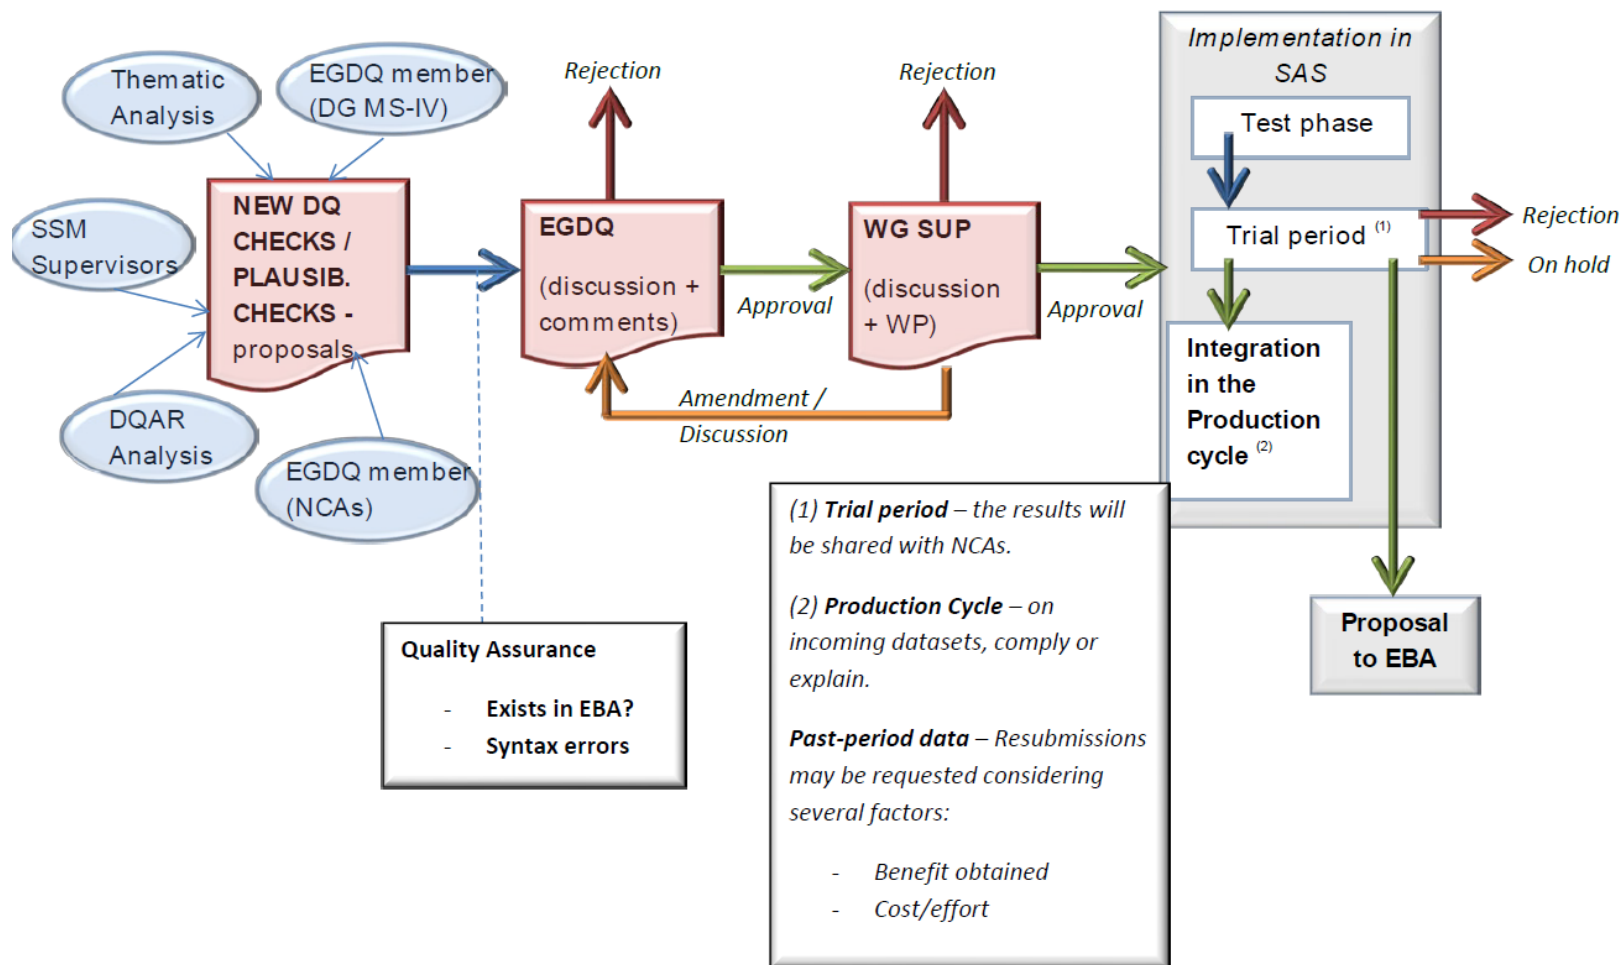 Thematic
Analysis
EGDQ member
(DG MS-IV)
SSM
Supervisors
DQAR
Analysis
EGDQ member
(NCAs)
NEW DQ
CHECKS /
PLAUSIB.
CHECKS -
proposals
Quality Assurance
- Exists in EBA?
- Syntax errors
Rejection
EGDQ
(discussion +
comments)
Approval
Amendment /
Discussion
Rejection
WG SUP
(discussion
+ WP)
Approval
Implementation in
SAS
Test phase
Trial period (1)
Rejection
On hold
Integration
in the
Production
cycle (2)
Proposal
to EBA
(1) Trial period – the results will
be shared with NCAs.
(2) Production Cycle – on
incoming datasets, comply or
explain.
Past-period data – Resubmissions
may be requested considering
several factors:
- Benefit obtained
- Cost/effort